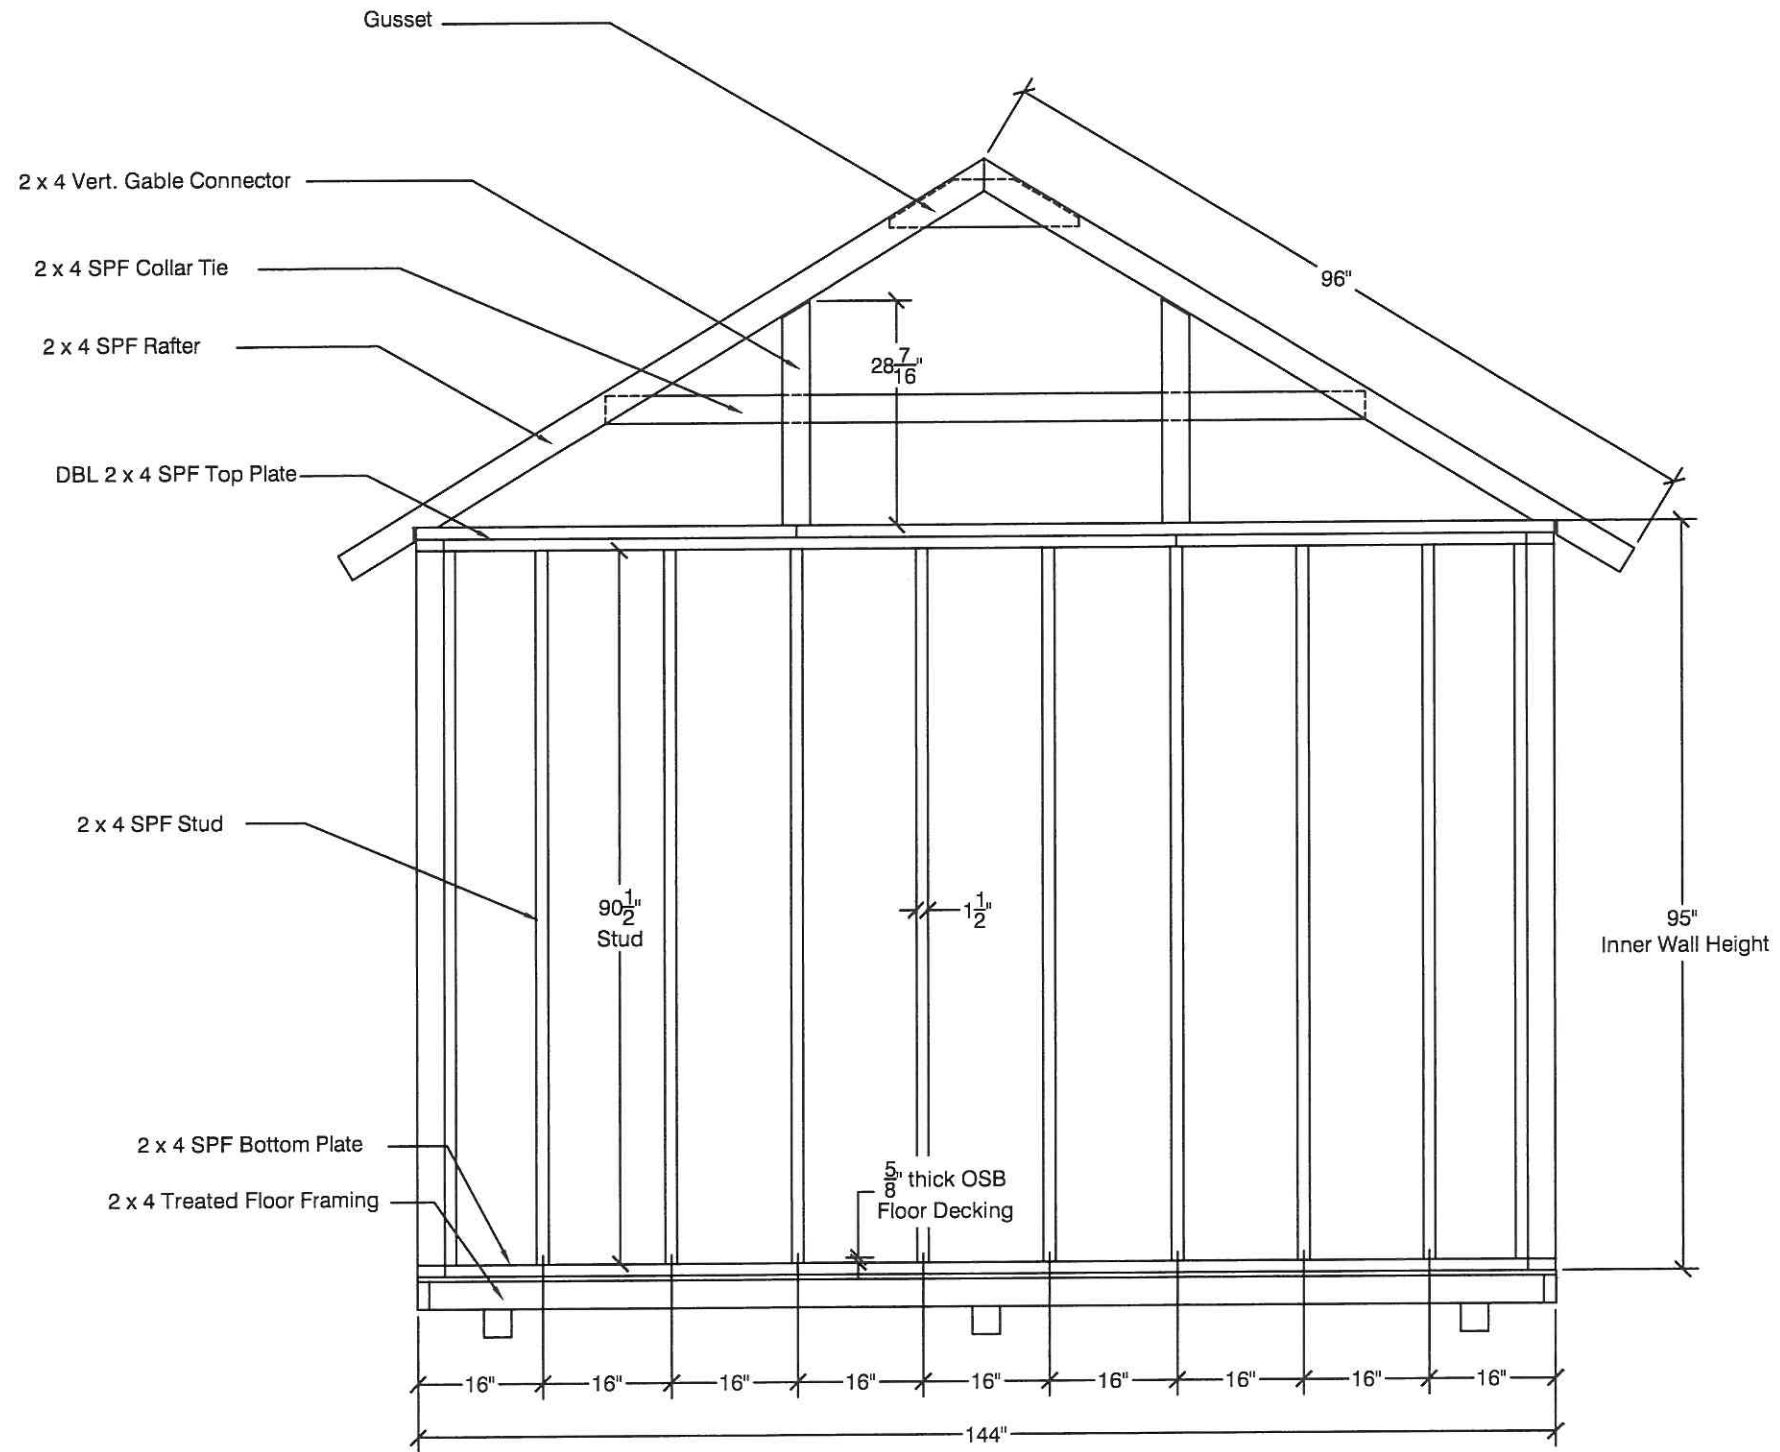 Gusset
2 x 4 Vert. Gable Connector
2 x 4 SPF Collar Tie
96"
2 x 4 SPF Rafter
28 7/16"
DBL 2 x 4 SPF Top Plate
2 x 4 SPF Stud
90 1/2"
Stud
1 1/2"
95"
Inner Wall Height
2 x 4 SPF Bottom Plate
5/8" thick OSB
Floor Decking
2 x 4 Treated Floor Framing
16" 16" 16" 16" 16" 16" 16" 16" 16"
144"